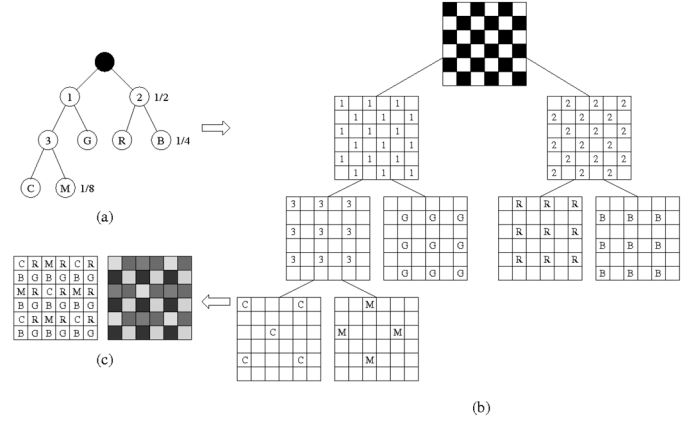 1 2 1/2
3 G R B 1/4
C M 1/8
(a)
1 1 1
1 1 1
1 1 1
1 1 1
1 1 1
1 1 1
2 2 2
2 2 2
2 2 2
2 2 2
2 2 2
2 2 2
3 3 3
3 3 3
3 3 3
G G G
G G G
G G G
R R R
R R R
R R R
B B B
B B B
B B B
C C
C
C C
M
M M
M
(b)
C R M R C R
B G B G B G
M R C R M R
B G B G B G
C R M R C R
B G B G B G
(c)